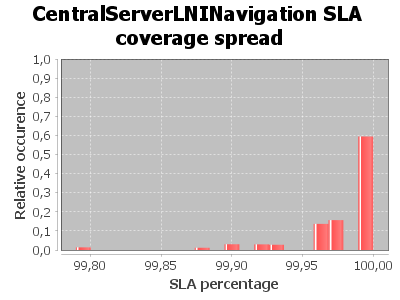 CentralServerLNINavigation SLA
coverage spread
Relative occurence
1,0
0,9
0,8
0,7
0,6
0,5
0,4
0,3
0,2
0,1
0,0
99,80 99,85 99,90 99,95 100,00
SLA percentage